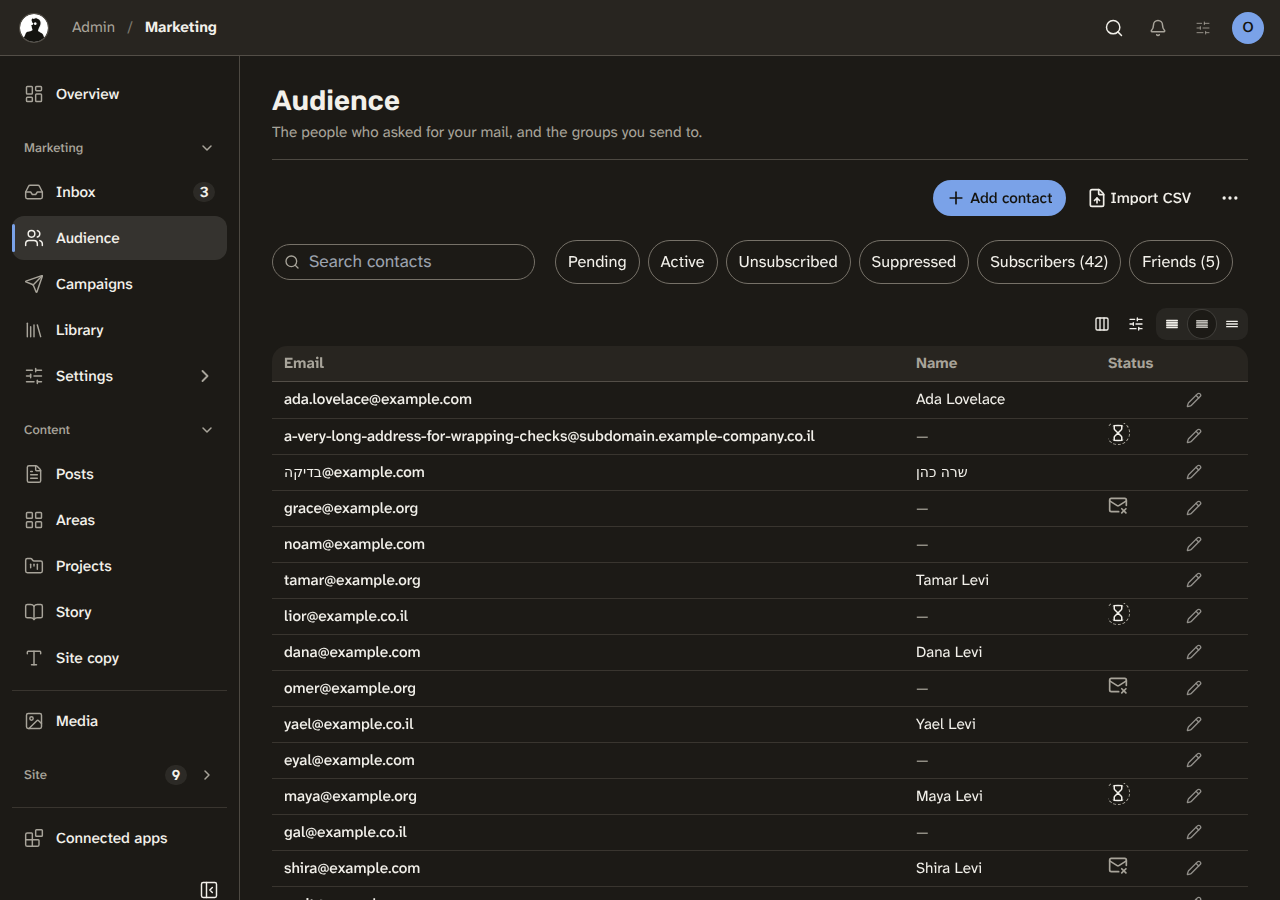 Admin / Marketing
O
Overview
Marketing
Inbox 3
Audience
Campaigns
Library
Settings
Content
Posts
Areas
Projects
Story
Site copy
Media
Site 9
Connected apps
Audience
The people who asked for your mail, and the groups you send to.
Add contact
Import CSV
Search contacts
Pending
Active
Unsubscribed
Suppressed
Subscribers (42)
Friends (5)
Email Name Status
ada.lovelace@example.com Ada Lovelace
a-very-long-address-for-wrapping-checks@subdomain.example-company.co.il —
בדיקה@example.com שרה כהן
grace@example.org —
noam@example.com —
tamar@example.org Tamar Levi
lior@example.co.il —
dana@example.com Dana Levi
omer@example.org —
yael@example.co.il Yael Levi
eyal@example.com —
maya@example.org Maya Levi
gal@example.co.il —
shira@example.com Shira Levi